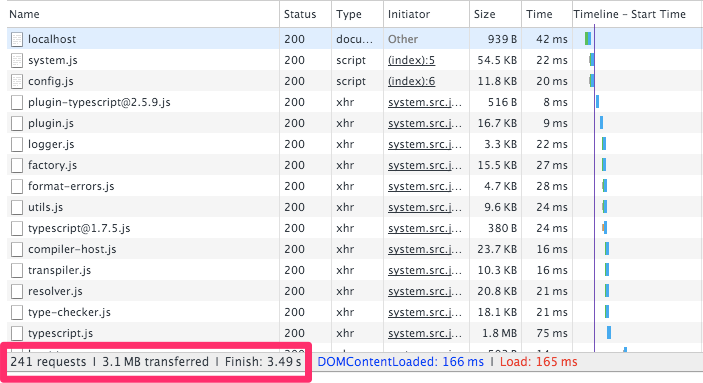 Name Status Type Initiator Size Time Timeline – Start Time
localhost 200 docu... Other 939 B 42 ms
system.js 200 script (index):5 54.5 KB 22 ms
config.js 200 script (index):6 11.8 KB 20 ms
plugin-typescript@2.5.9.js 200 xhr system.src.j... 516 B 8 ms
plugin.js 200 xhr system.src.j... 16.7 KB 9 ms
logger.js 200 xhr system.src.j... 3.3 KB 22 ms
factory.js 200 xhr system.src.j... 15.5 KB 27 ms
format-errors.js 200 xhr system.src.j... 4.7 KB 28 ms
utils.js 200 xhr system.src.j... 9.6 KB 24 ms
typescript@1.7.5.js 200 xhr system.src.j... 380 B 24 ms
compiler-host.js 200 xhr system.src.j... 23.7 KB 16 ms
transpiler.js 200 xhr system.src.j... 10.3 KB 16 ms
resolver.js 200 xhr system.src.j... 20.8 KB 21 ms
type-checker.js 200 xhr system.src.j... 18.1 KB 21 ms
typescript.js 200 xhr system.src.j... 1.8 MB 75 ms
241 requests | 3.1 MB transferred | Finish: 3.49 s | DOMContentLoaded: 166 ms | Load: 165 ms